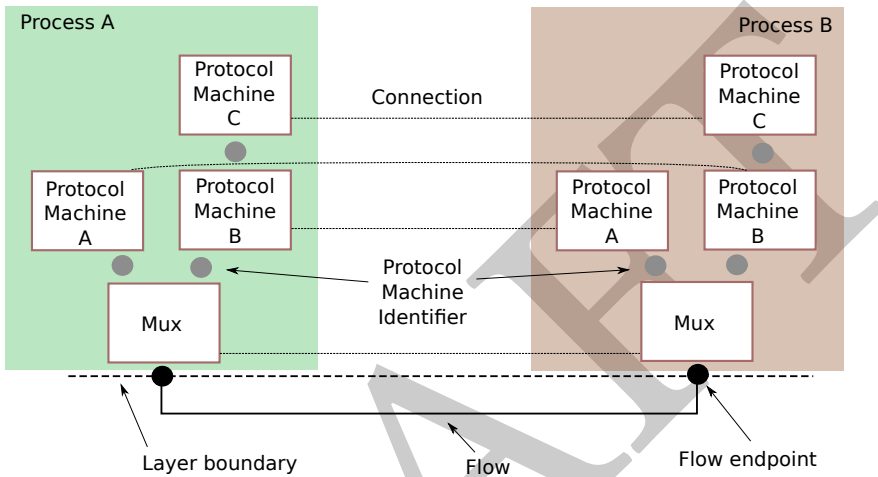 Process A
Process B
Protocol
Machine
C
Connection
Protocol
Machine
C
Protocol
Machine
A
Protocol
Machine
B
Protocol
Machine
A
Protocol
Machine
B
Protocol
Machine
Identifier
Mux
Mux
Layer boundary
Flow
Flow endpoint